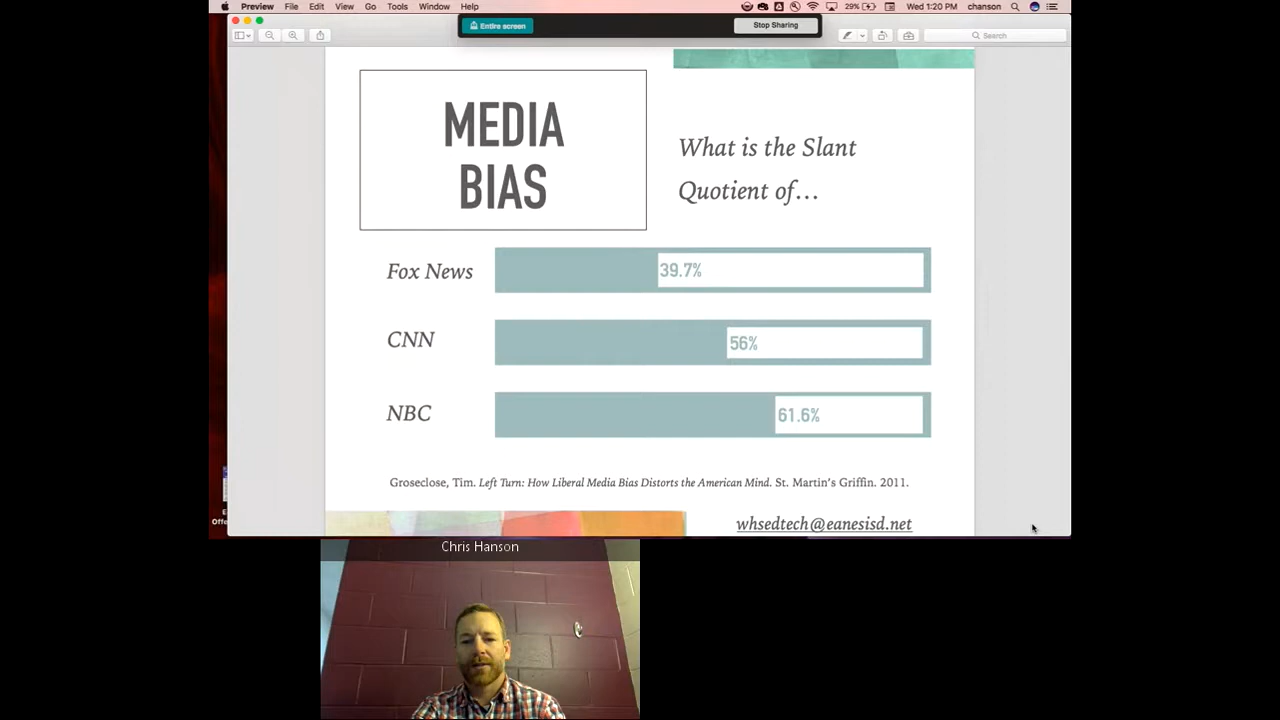 Preview File Edit View Go Tools Window Help
29% Wed 1:20 PM chanson
Entire screen
Stop Sharing
Search
MEDIA
BIAS
What is the Slant
Quotient of...
Fox News
39.7%
CNN
56%
NBC
61.6%
Groseclose, Tim. Left Turn: How Liberal Media Bias Distorts the American Mind. St. Martin's Griffin. 2011.
whsedtech@eanesisd.net
Chris Hanson